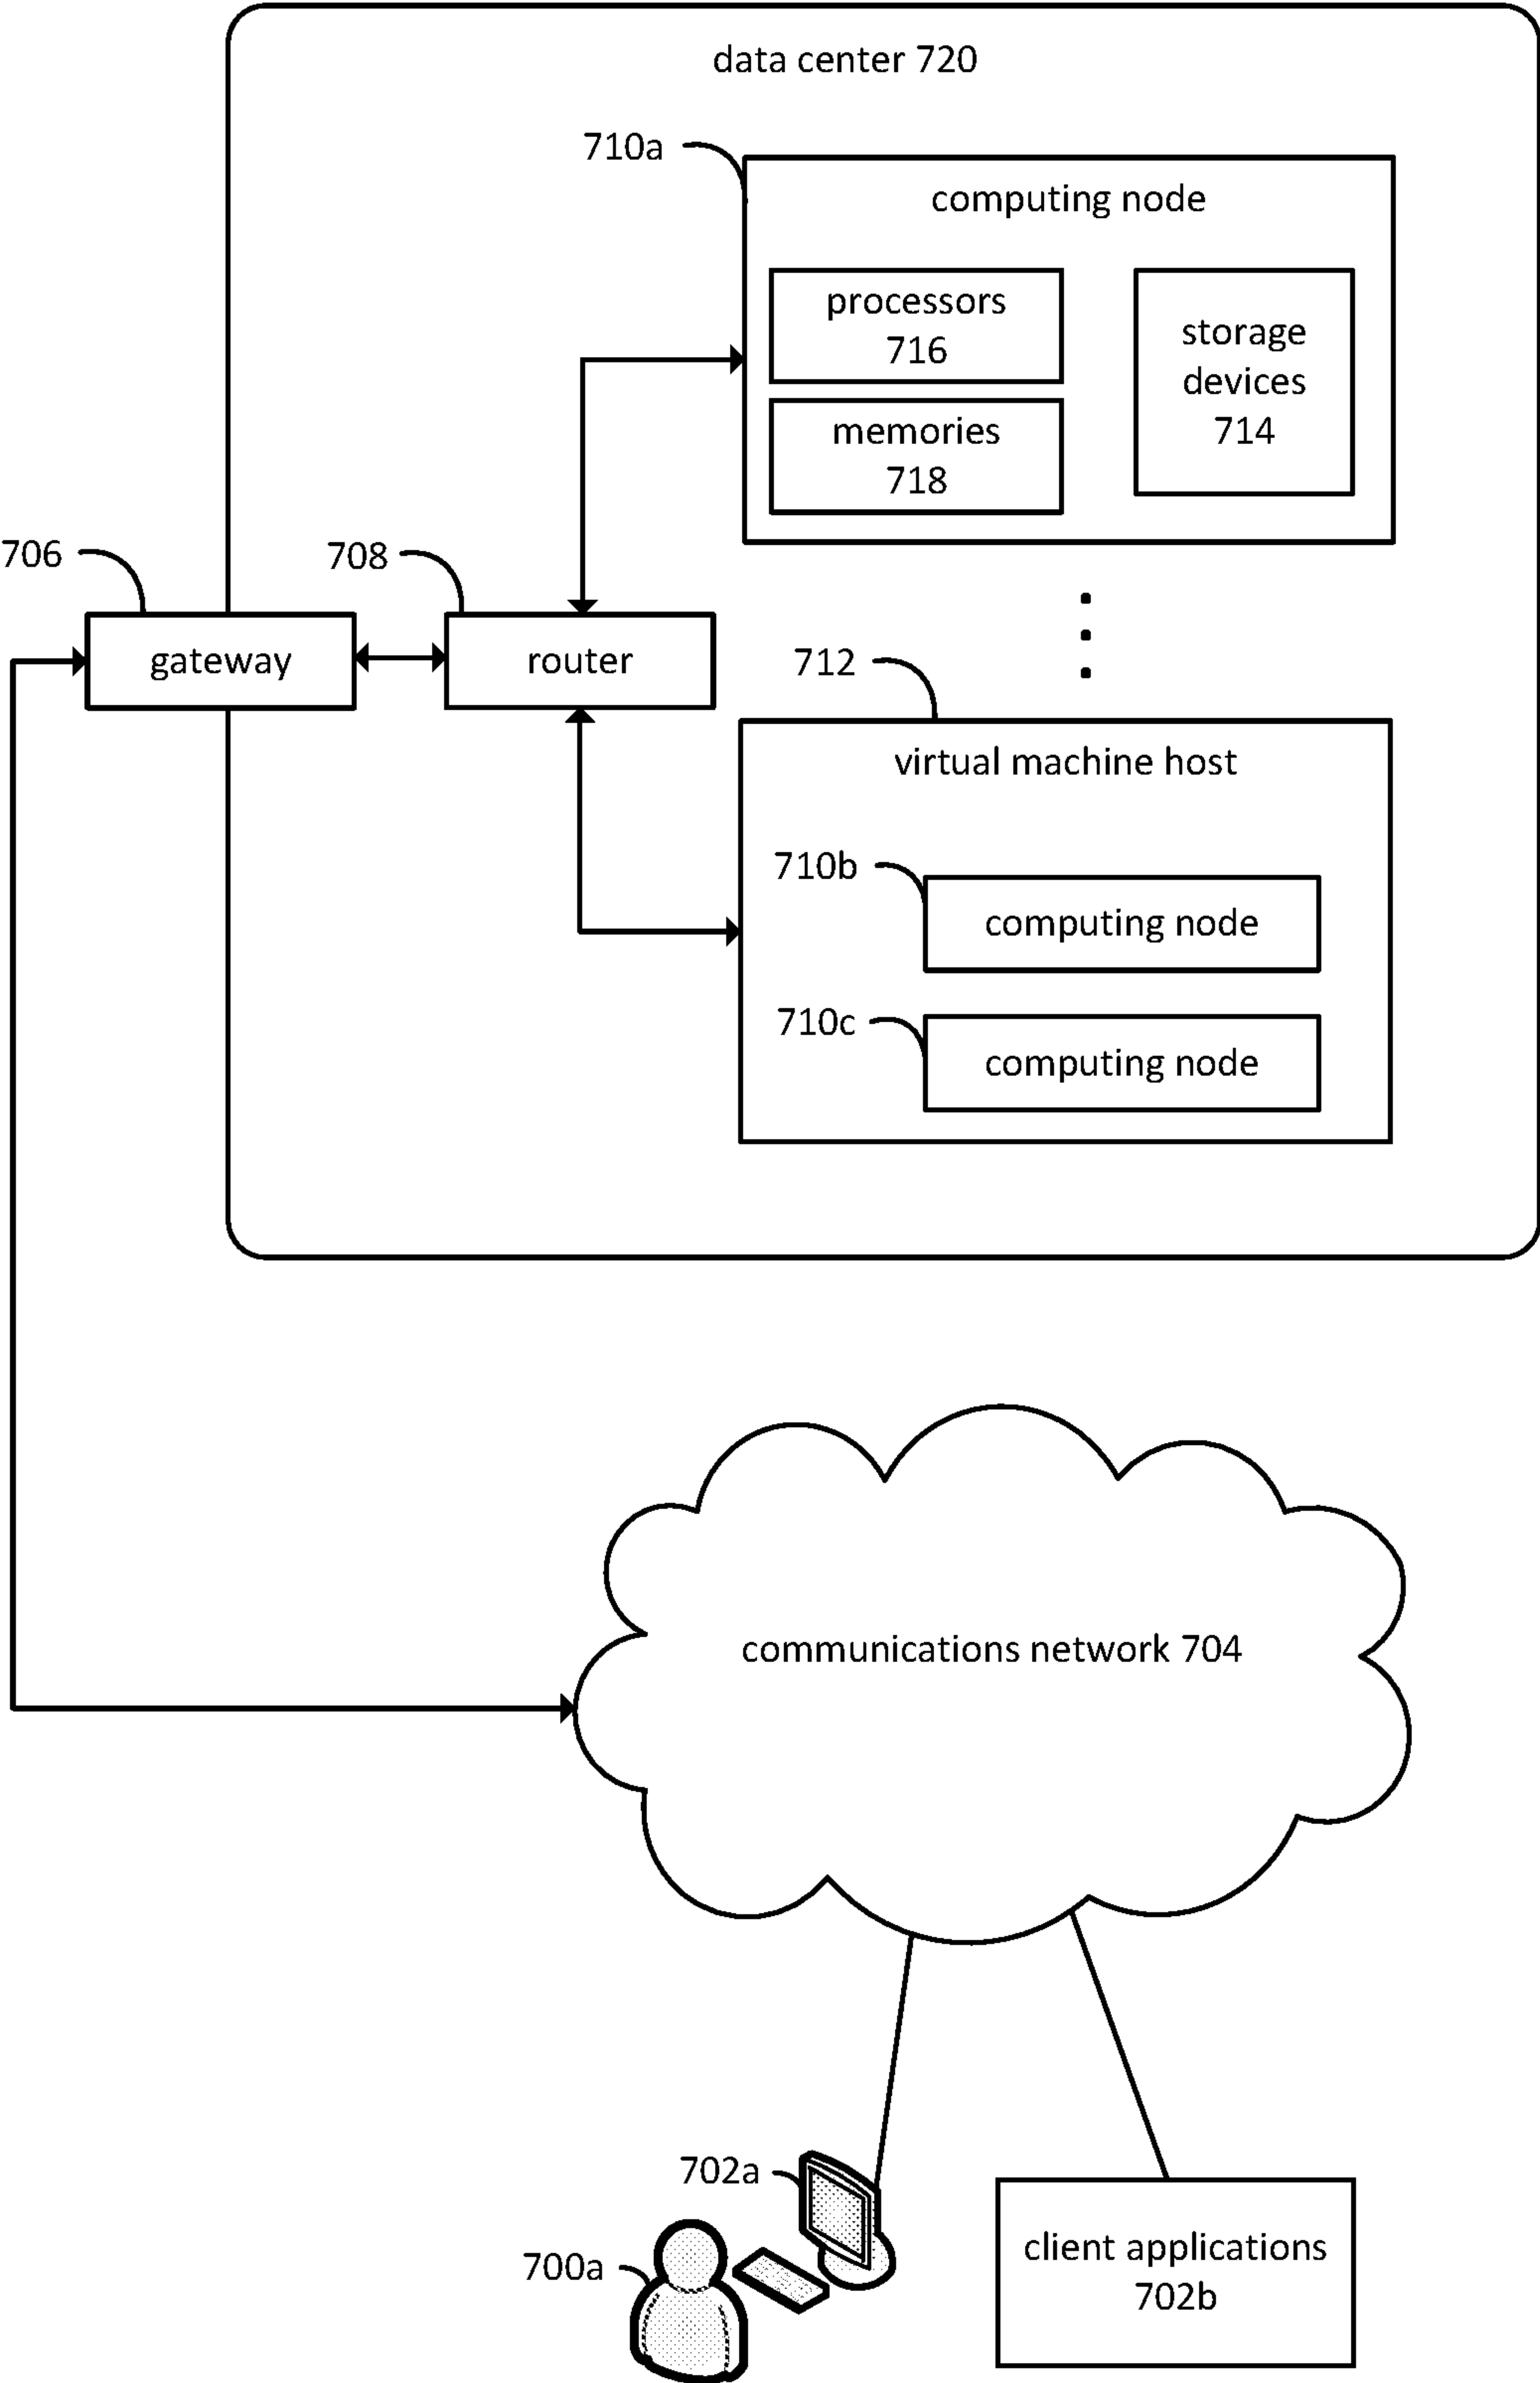 data center 720
710a
computing node
processors
716
storage
devices
714
memories
718
706
708
gateway
router
712
virtual machine host
710b
computing node
710c
computing node
communications network 704
702a
700a
client applications
702b